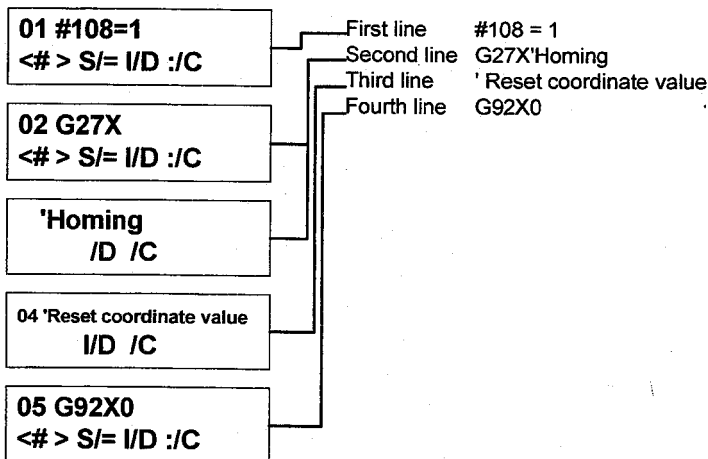 01 #108=1
<# > S/= I/D :/C
02 G27X
<# > S/= I/D :/C
'Homing
/D /C
04 'Reset coordinate value
I/D /C
05 G92X0
<# > S/= I/D :/C
First line #108 = 1
Second line G27X'Homing
Third line ' Reset coordinate value
Fourth line G92X0